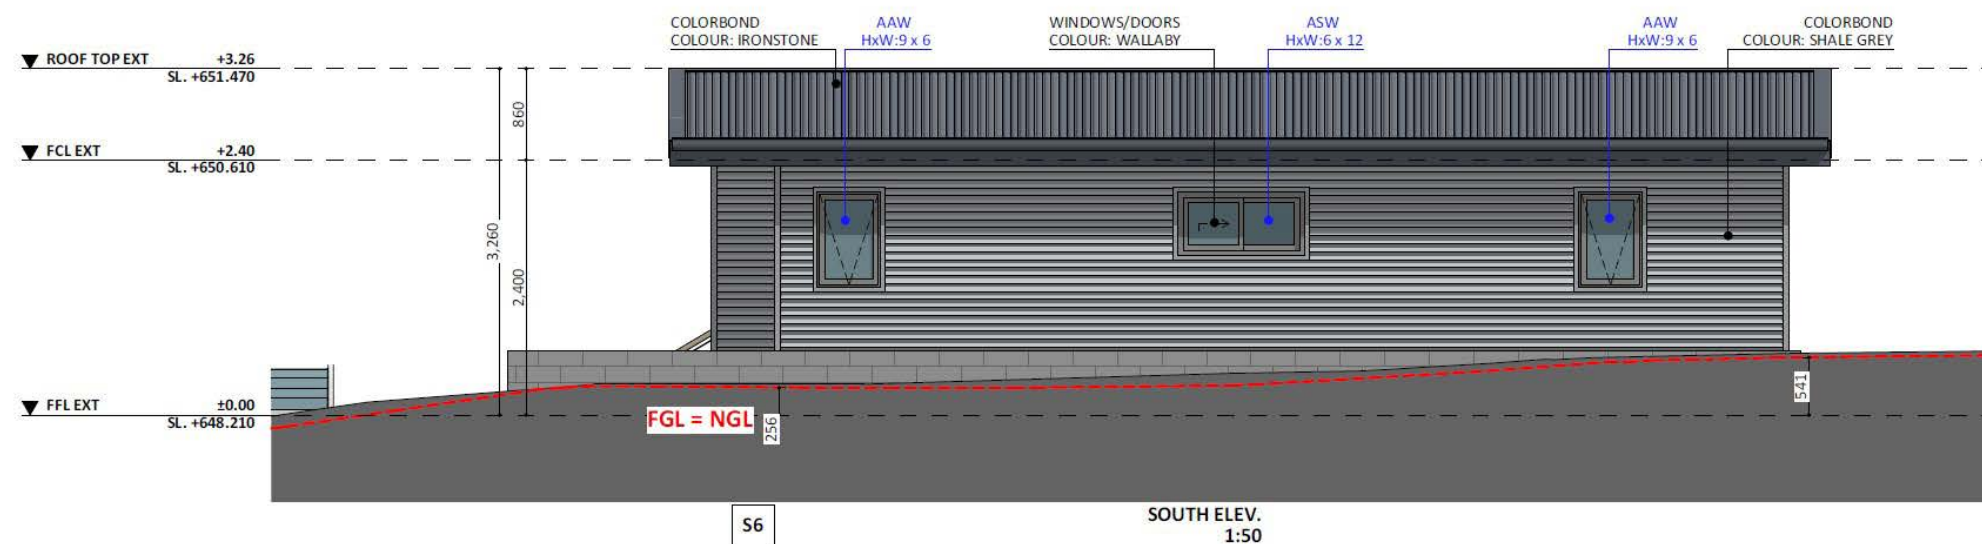 COLORBOND
COLOUR: IRONSTONE
AAW
HxW:9 x 6
WINDOWS/DOORS
COLOUR: WALLABY
ASW
HxW:6 x 12
AAW
HxW:9 x 6
COLORBOND
COLOUR: SHALE GREY
ROOF TOP EXT +3.26
SL. +651.470
860
FCL EXT +2.40
SL. +650.610
3,260
2,400
FFL EXT ±0.00
SL. +648.210
FGL = NGL
256
541
S6
SOUTH ELEV.
1:50